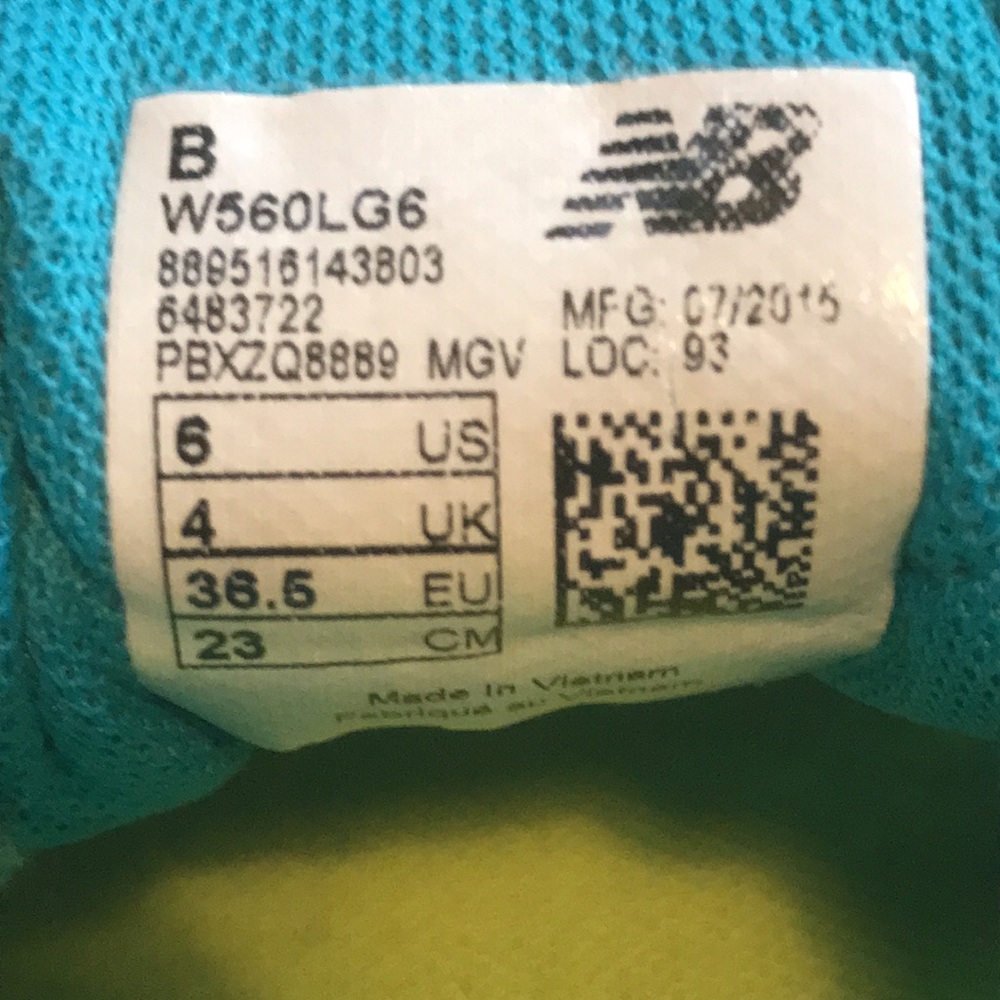 B
NB
W560LG6
889516143803
6483722
MFG: 07/2015
PBXZQ8889 MGV
LOC: 93
6 US
4 UK
36.5 EU
23 CM
Made in Vietnam
Fabriqué au Vietnam